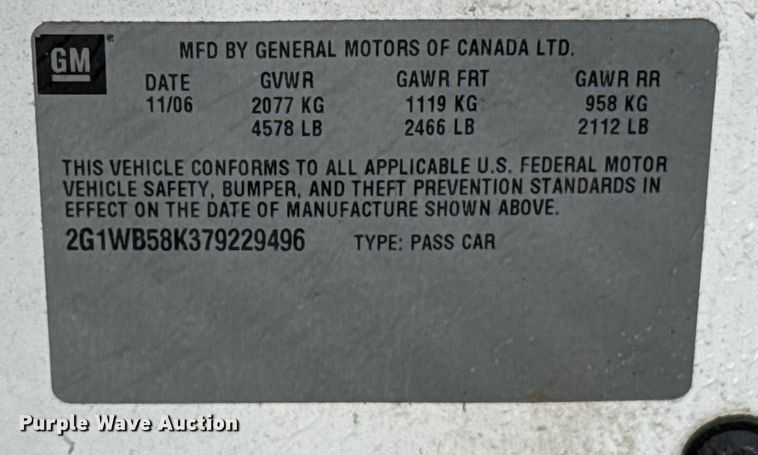 GM®
MFD BY GENERAL MOTORS OF CANADA LTD.
DATE GVWR GAWR FRT GAWR RR
11/06 2077 KG 1119 KG 958 KG
4578 LB 2466 LB 2112 LB
THIS VEHICLE CONFORMS TO ALL APPLICABLE U.S. FEDERAL MOTOR
VEHICLE SAFETY, BUMPER, AND THEFT PREVENTION STANDARDS IN
EFFECT ON THE DATE OF MANUFACTURE SHOWN ABOVE.
2G1WB58K379229496 TYPE: PASS CAR
Purple Wave Auction